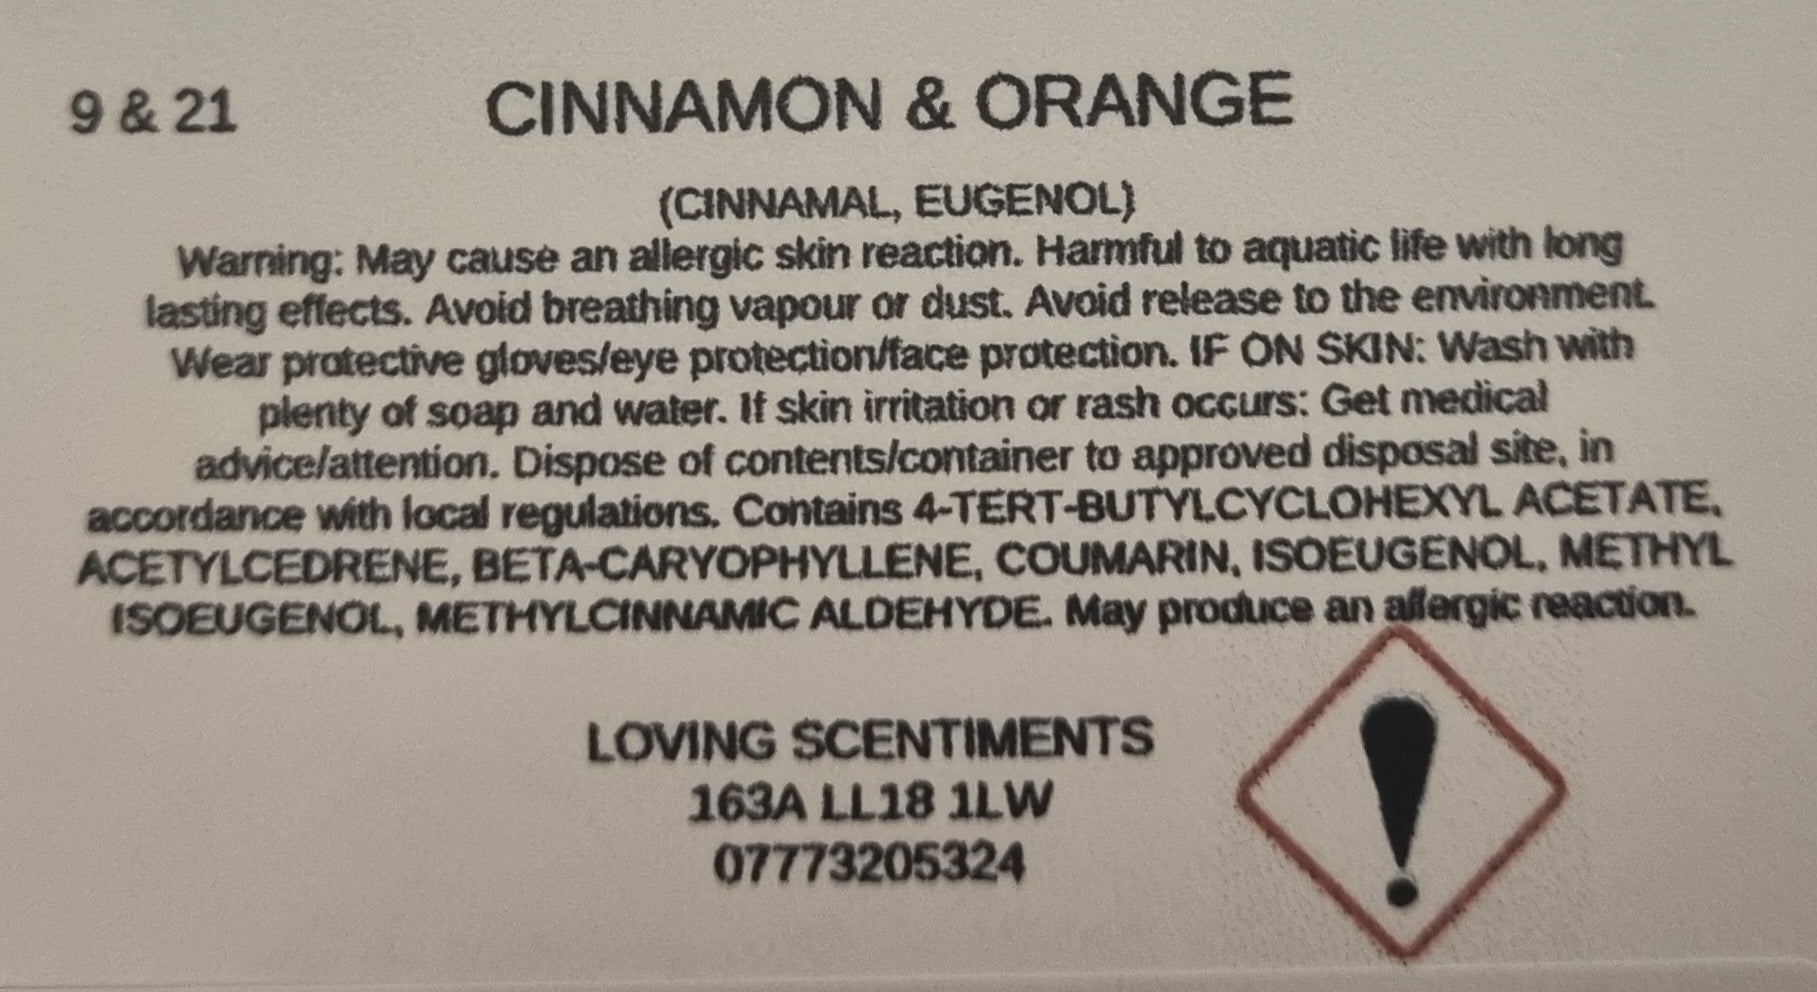 9 & 21 CINNAMON & ORANGE
(CINNAMAL, EUGENOL)
Warning: May cause an allergic skin reaction. Harmful to aquatic life with long
lasting effects. Avoid breathing vapour or dust. Avoid release to the environment.
Wear protective gloves/eye protection/face protection. IF ON SKIN: Wash with
plenty of soap and water. If skin irritation or rash occurs: Get medical
advice/attention. Dispose of contents/container to approved disposal site, in
accordance with local regulations. Contains 4-TERT-BUTYLCYCLOHEXYL ACETATE,
ACETYLCEDRENE, BETA-CARYOPHYLLENE, COUMARIN, ISOEUGENOL, METHYL
ISOEUGENOL, METHYLCINNAMIC ALDEHYDE. May produce an allergic reaction.
LOVING SCENTIMENTS
163A LL18 1LW
07773205324